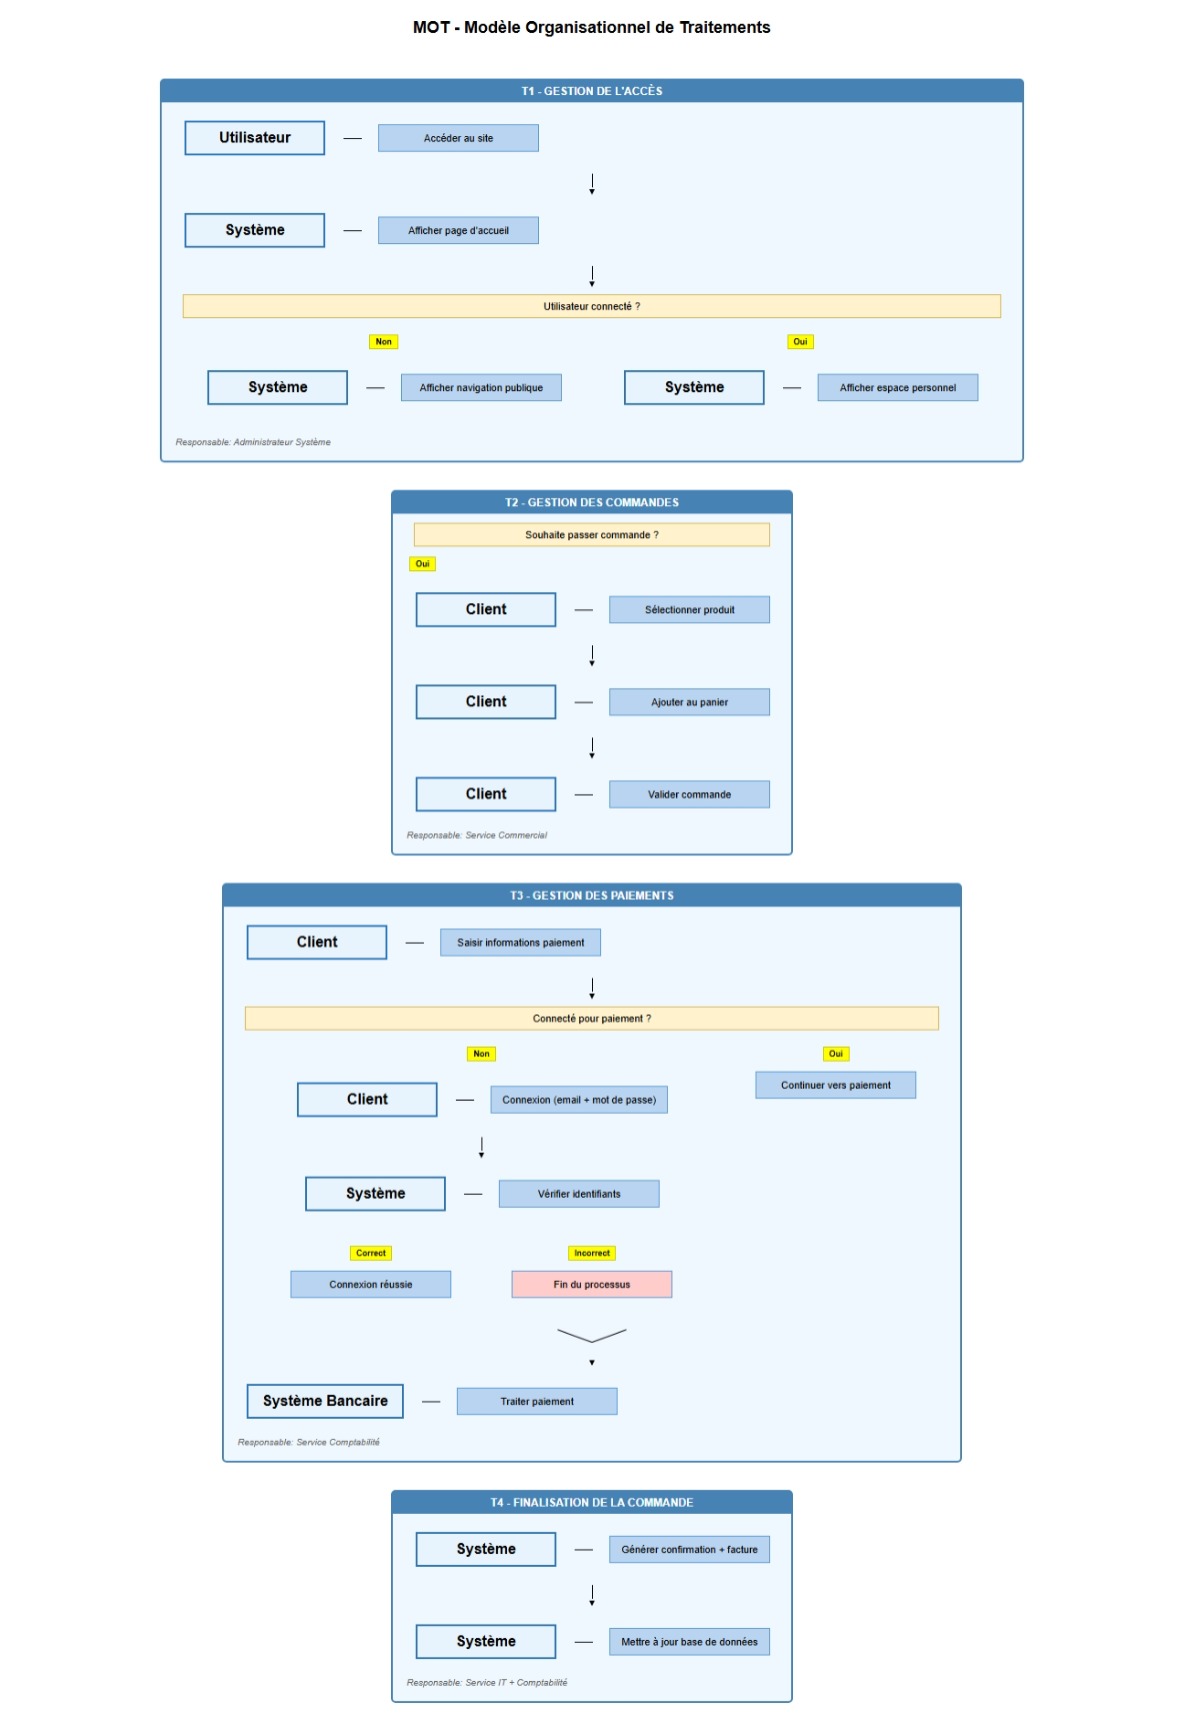 MOT - Modèle Organisationnel de Traitements
T1 - GESTION DE L'ACCÈS
Utilisateur
Accéder au site
Système
Afficher page d'accueil
Utilisateur connecté ?
Non
Oui
Système
Afficher navigation publique
Système
Afficher espace personnel
Responsable: Administrateur Système
T2 - GESTION DES COMMANDES
Souhaite passer commande ?
Oui
Client
Sélectionner produit
Client
Ajouter au panier
Client
Valider commande
Responsable: Service Commercial
T3 - GESTION DES PAIEMENTS
Client
Saisir informations paiement
Connecté pour paiement ?
Non
Oui
Continuer vers paiement
Client
Connexion (email + mot de passe)
Système
Vérifier identifiants
Correct
Incorrect
Connexion réussie
Fin du processus
Système Bancaire
Traiter paiement
Responsable: Service Comptabilité
T4 - FINALISATION DE LA COMMANDE
Système
Générer confirmation + facture
Système
Mettre à jour base de données
Responsable: Service IT + Comptabilité